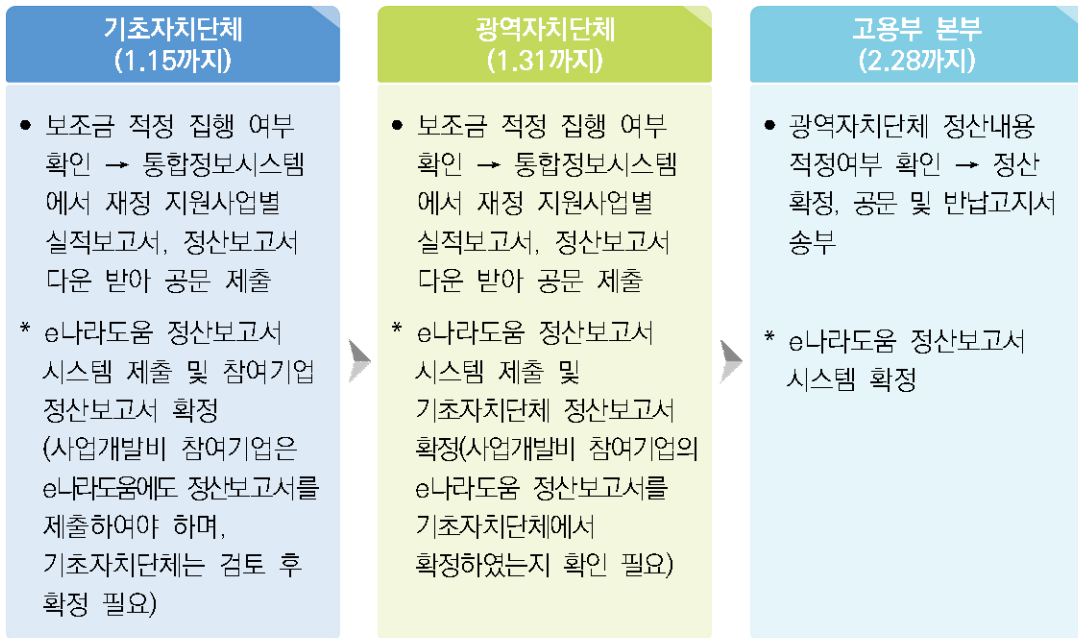 기초자치단체
(1.15까지)
• 보조금 적정 집행 여부
확인 → 통합정보시스템
에서 재정 지원사업별
실적보고서, 정산보고서
다운 받아 공문 제출
* e나라도움 정산보고서
시스템 제출 및 참여기업
정산보고서 확정
(사업개발비 참여기업은
e나라도움에도 정산보고서를
제출하여야 하며,
기초자치단체는 검토 후
확정 필요)
광역자치단체
(1.31까지)
• 보조금 적정 집행 여부
확인 → 통합정보시스템
에서 재정 지원사업별
실적보고서, 정산보고서
다운 받아 공문 제출
* e나라도움 정산보고서
시스템 제출 및
기초자치단체 정산보고서
확정(사업개발비 참여기업의
e나라도움 정산보고서를
기초자치단체에서
확정하였는지 확인 필요)
고용부 본부
(2.28까지)
• 광역자치단체 정산내용
적정여부 확인 → 정산
확정, 공문 및 반납고지서
송부
* e나라도움 정산보고서
시스템 확정